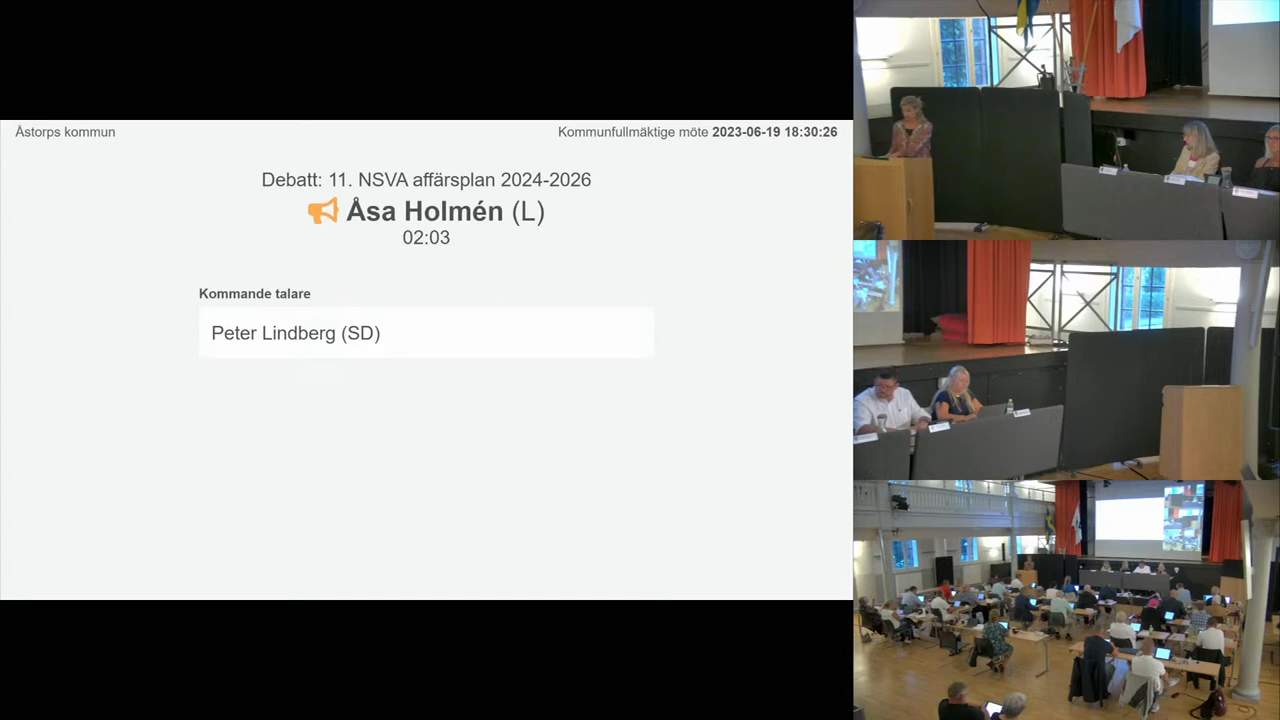 Åstorps kommun
Kommunfullmäktige möte 2023-06-19 18:30:26
Debatt: 11. NSVA affärsplan 2024-2026
Åsa Holmén (L)
02:03
Kommande talare
Peter Lindberg (SD)